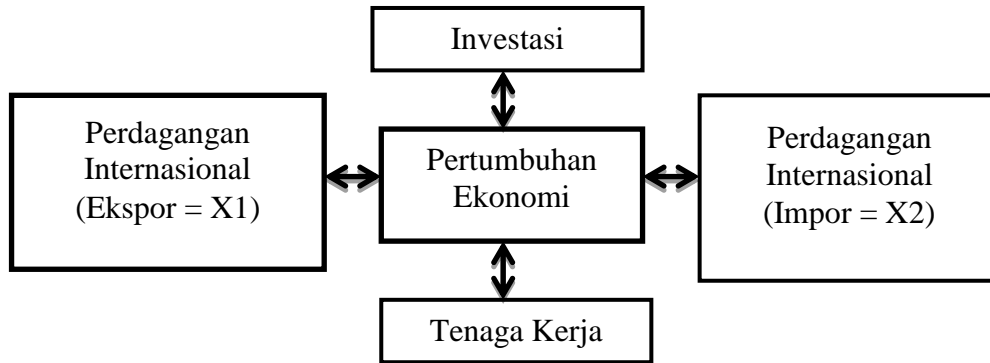 Investasi
Perdagangan
Internasional
(Ekspor = X1)
Pertumbuhan
Ekonomi
Perdagangan
Internasional
(Impor = X2)
Tenaga Kerja